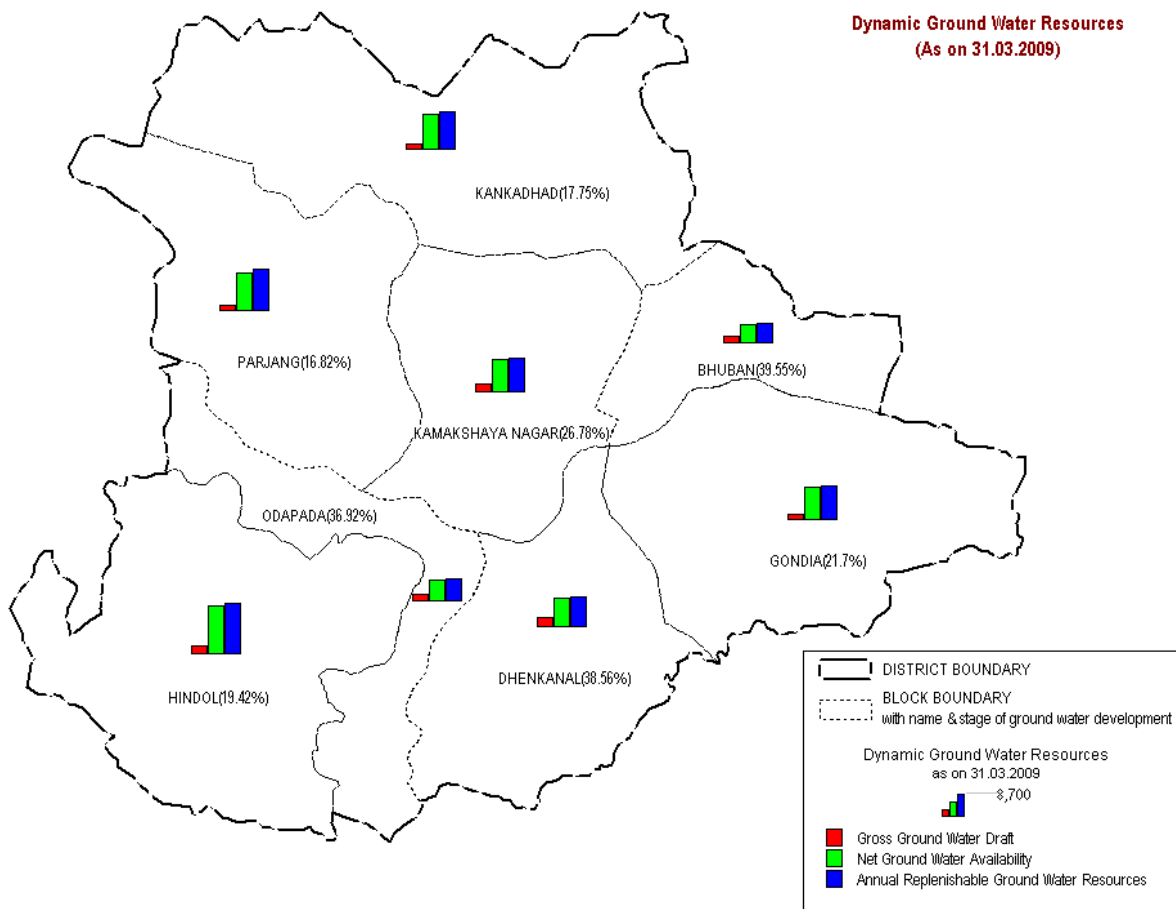 Dynamic Ground Water Resources
(As on 31.03.2009)
KANKADHAD(17.75%)
PARJANG(16.82%)
BHUBAN(39.55%)
KAMAKSHAYA NAGAR(26.78%)
ODAPADA(36.92%)
GONDIA(21.7%)
HINDOL(19.42%)
DHENKANAL(38.56%)
DISTRICT BOUNDARY
BLOCK BOUNDARY
with name & stage of ground water development
Dynamic Ground Water Resources
as on 31.03.2009
8,700
Gross Ground Water Draft
Net Ground Water Availability
Annual Replenishable Ground Water Resources